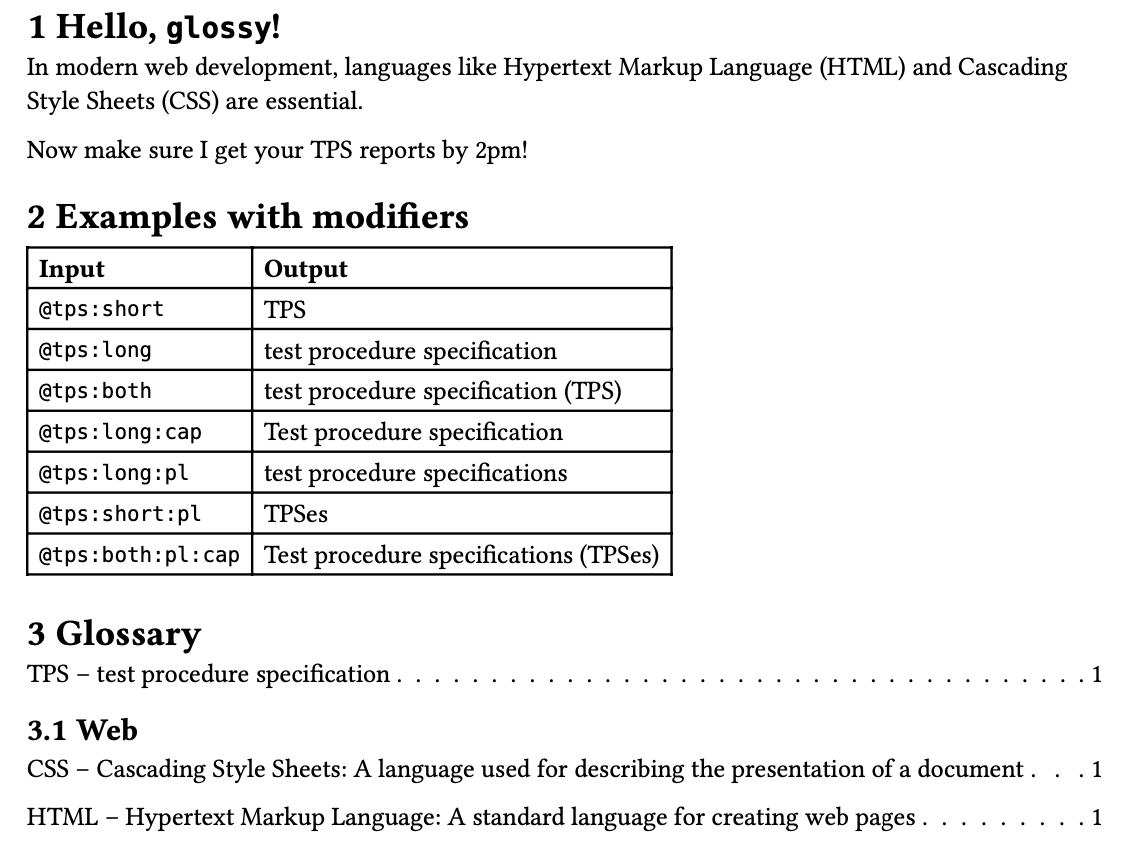 1 Hello, glossy!
In modern web development, languages like Hypertext Markup Language (HTML) and Cascading
Style Sheets (CSS) are essential.
Now make sure I get your TPS reports by 2pm!
2 Examples with modifiers
Input Output
@tps:short TPS
@tps:long test procedure specification
@tps:both test procedure specification (TPS)
@tps:long:cap Test procedure specification
@tps:long:pl test procedure specifications
@tps:short:pl TPSes
@tps:both:pl:cap Test procedure specifications (TPSes)
3 Glossary
TPS – test procedure specification . . . . . . . . . . . . . . . . . . . . . . . . . . . . . . . . . . . . . 1
3.1 Web
CSS – Cascading Style Sheets: A language used for describing the presentation of a document . . . 1
HTML – Hypertext Markup Language: A standard language for creating web pages . . . . . . . . . 1